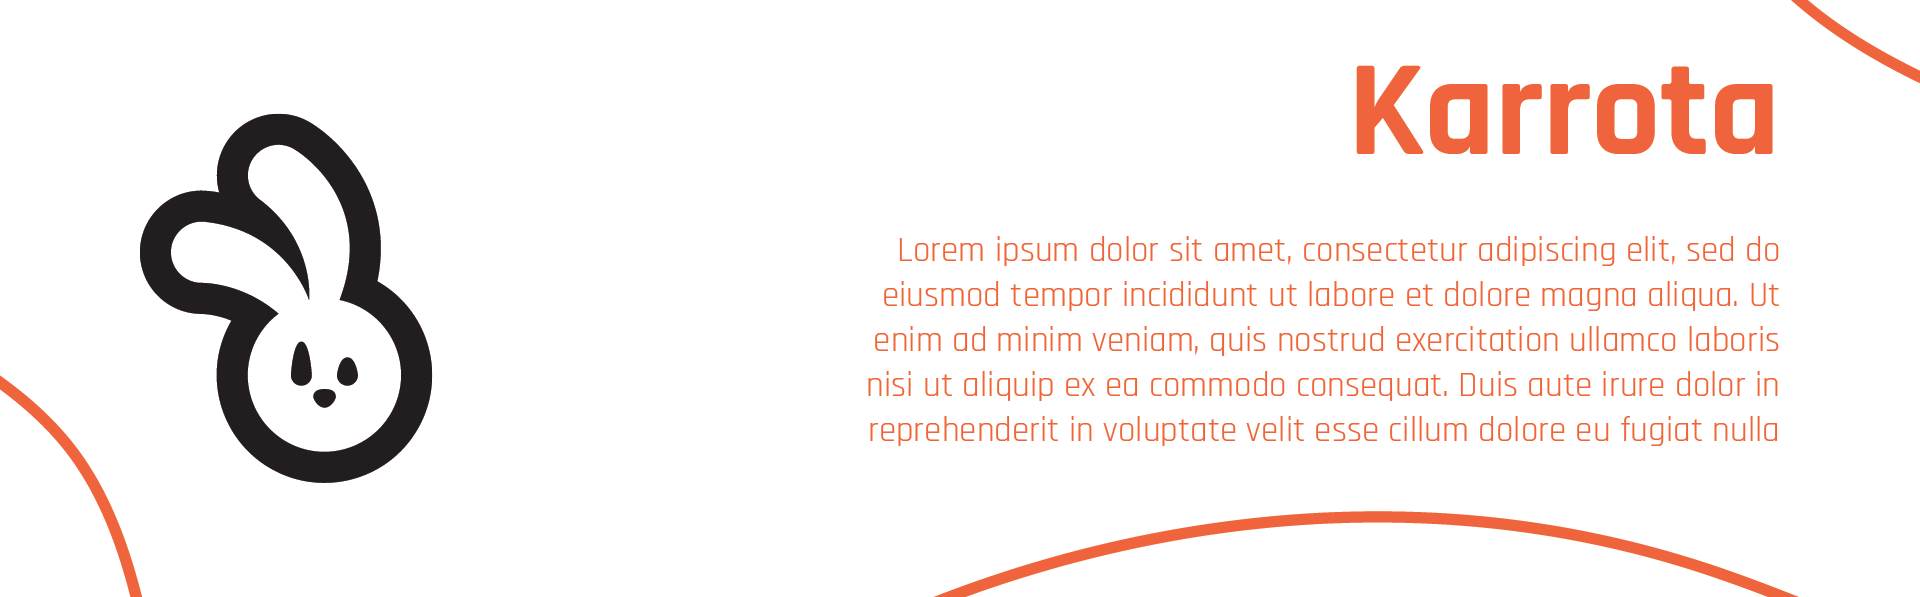 Karrota
Lorem ipsum dolor sit amet, consectetur adipiscing elit, sed do
eiusmod tempor incididunt ut labore et dolore magna aliqua. Ut
enim ad minim veniam, quis nostrud exercitation ullamco laboris
nisi ut aliquip ex ea commodo consequat. Duis aute irure dolor in
reprehenderit in voluptate velit esse cillum dolore eu fugiat nulla